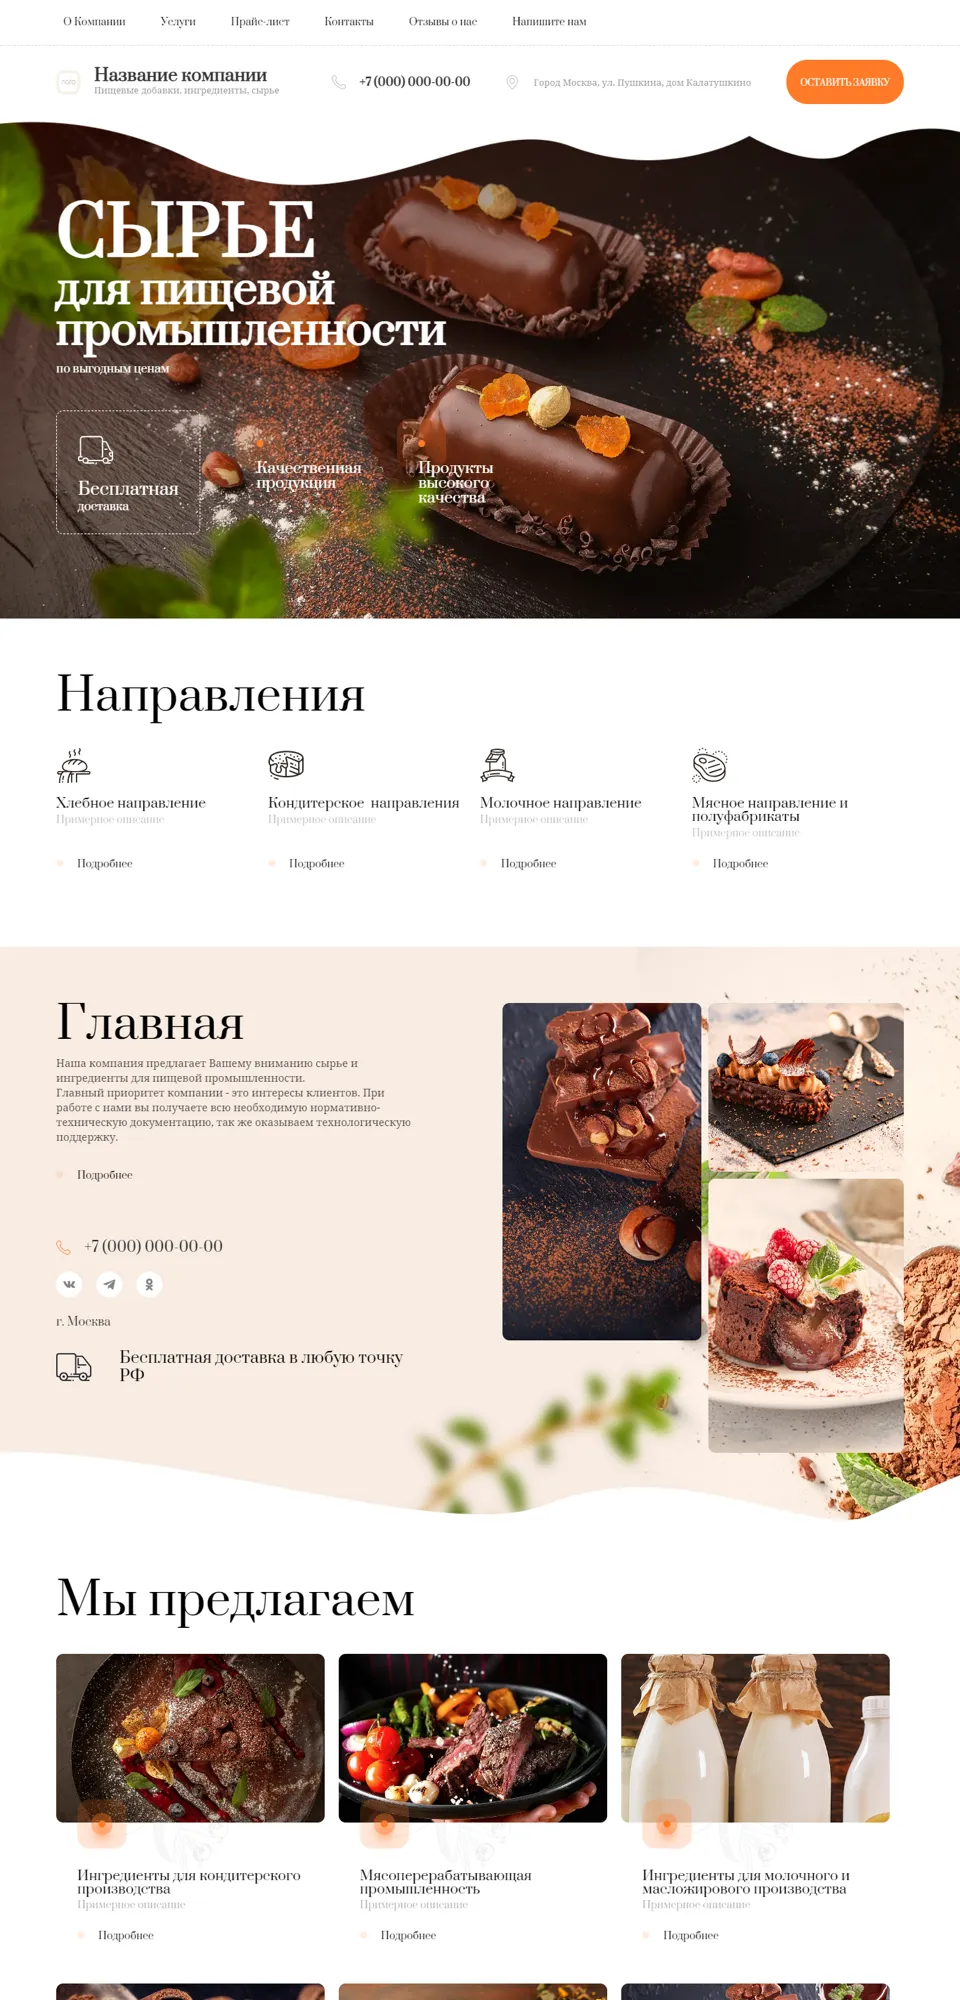 О Компании
Услуги
Прайс-лист
Контакты
Отзывы о нас
Напишите нам
Название компании
Пищевые добавки, ингредиенты, сырье
+7 (000) 000-00-00
Город Москва, ул. Пушкина, дом Калатушкино
ОСТАВИТЬ ЗАЯВКУ
СЫРЬЕ
для пищевой
промышленности
по выгодным ценам
Бесплатная
доставка
Качественная
продукция
Продукты
высокого
качества
Направления
Хлебное направление
Примерное описание
Подробнее
Кондитерское направления
Примерное описание
Подробнее
Молочное направление
Примерное описание
Подробнее
Мясное направление и
полуфабрикаты
Примерное описание
Подробнее
Главная
Наша компания предлагает Вашему вниманию сырье и
ингредиенты для пищевой промышленности.
Главный приоритет компании - это интересы клиентов. При
работе с нами вы получаете всю необходимую нормативно-
техническую документацию, так же оказываем технологическую
поддержку.
Подробнее
+7 (000) 000-00-00
г. Москва
Бесплатная доставка в любую точку
РФ
Мы предлагаем
Ингредиенты для кондитерского
производства
Примерное описание
Подробнее
Мясоперерабатывающая
промышленность
Примерное описание
Подробнее
Ингредиенты для молочного и
масложирового производства
Примерное описание
Подробнее